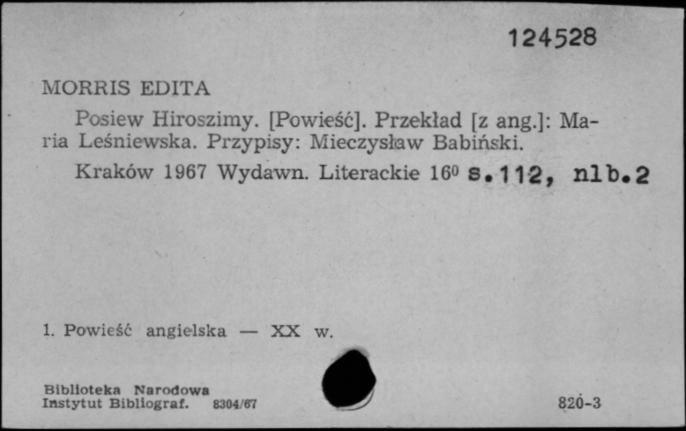 124528
MORRIS EDITA
Posiew Hiroszimy. [Powieść]. Przekład [z ang.]: Ma-
ria Leśniewska. Przypisy: Mieczysław Babiński.
Kraków 1967 Wydawn. Literackie 16⁰ s.112, nlb.2
1. Powieść angielska — XX w.
Biblioteka Narodowa
Instytut Bibliograf. 8304/67
820-3